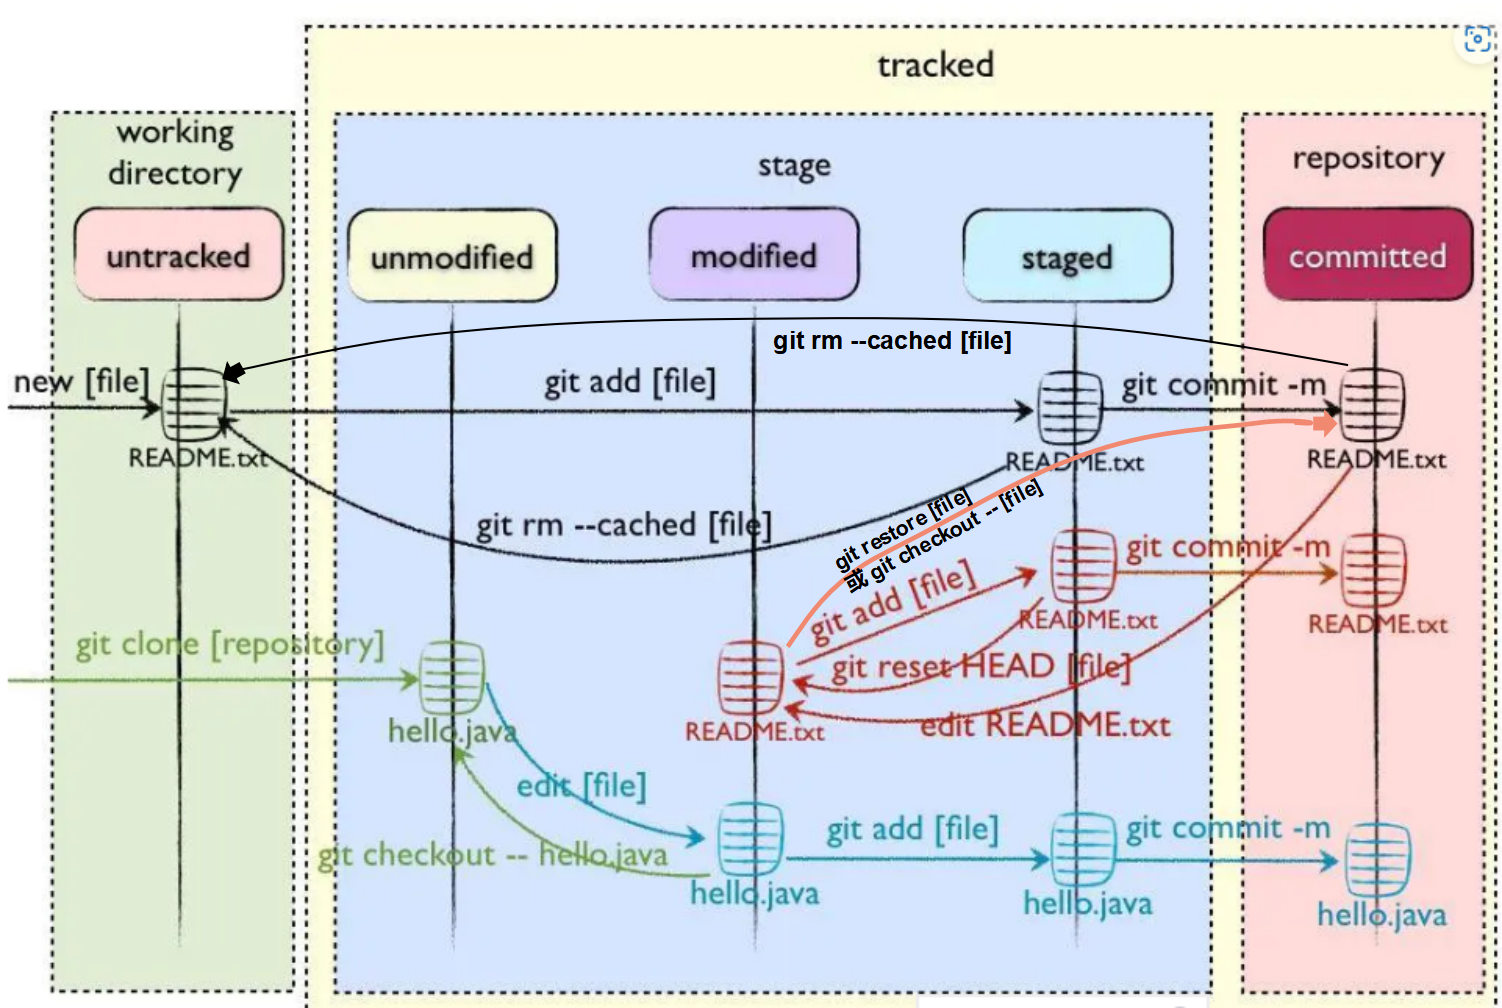 tracked
working
directory
stage
repository
untracked
unmodified
modified
staged
committed
git rm --cached [file]
new [file]
git add [file]
git commit -m
README.txt
README.txt
README.txt
git rm --cached [file]
git restore [file]
或 git checkout -- [file]
git add [file]
git commit -m
README.txt
README.txt
git clone [repository]
git reset HEAD [file]
hello.java
README.txt
edit README.txt
edit [file]
git add [file]
git commit -m
git checkout -- hello.java
hello.java
hello.java
hello.java